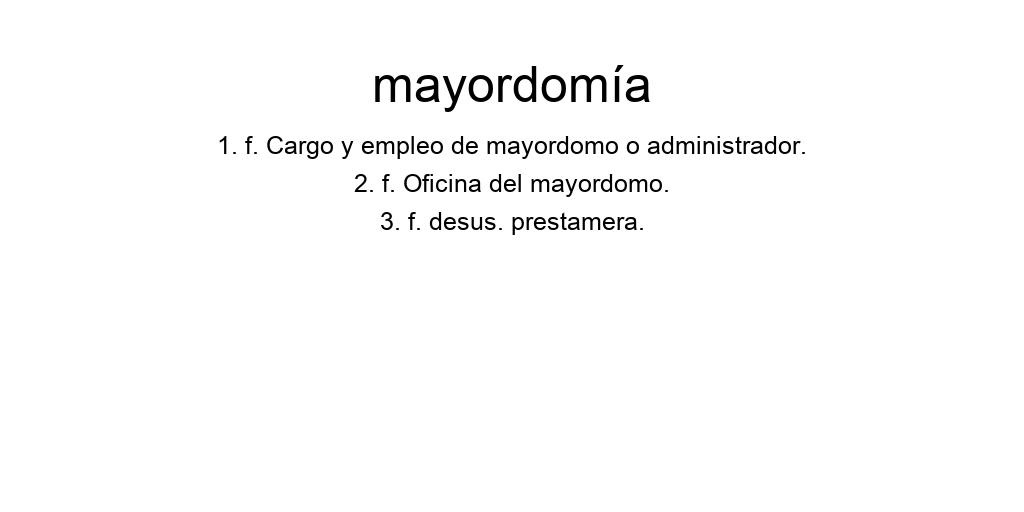 mayordomía
1. f. Cargo y empleo de mayordomo o administrador.
2. f. Oficina del mayordomo.
3. f. desus. prestamera.